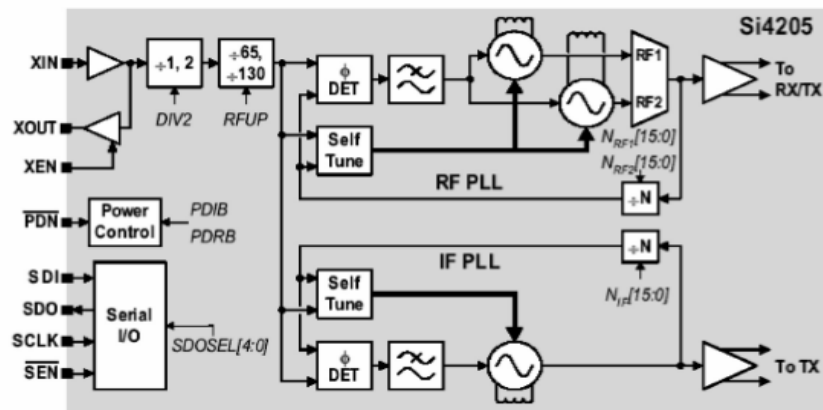 Si4205
XIN
÷1, 2
÷65,
÷130
ϕ
DET
RF1
RF2
To
RX/TX
DIV2
RFUP
XOUT
XEN
Self
Tune
N_RF1[15:0]
N_RF2[15:0]
RF PLL
÷N
PDN
Power
Control
PDIB
PDRB
IF PLL
÷N
N_IF[15:0]
SDI
SDO
SCLK
SEN
Serial
I/O
SDOSEL[4:0]
Self
Tune
ϕ
DET
To TX